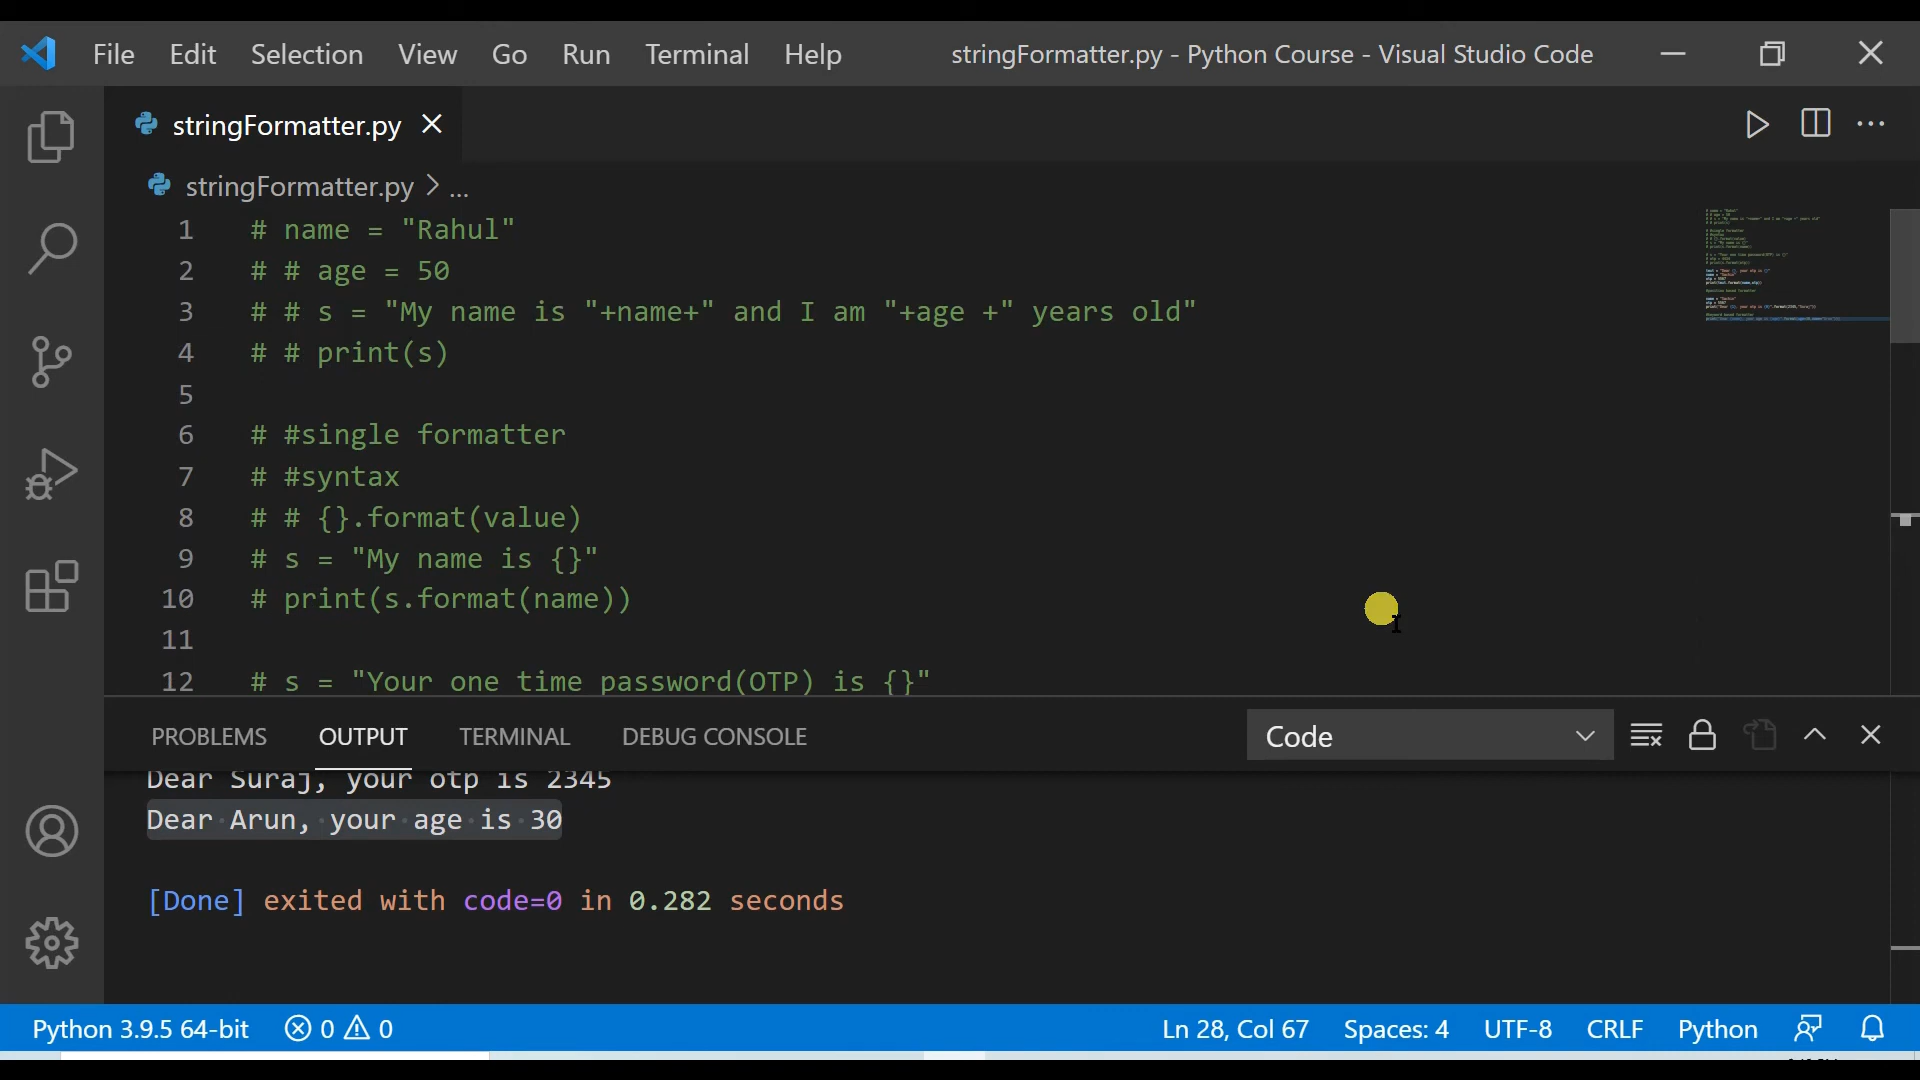 File Edit Selection View Go Run Terminal Help stringFormatter.py - Python Course - Visual Studio Code
stringFormatter.py
stringFormatter.py > ...
1 # name = "Rahul"
2 # # age = 50
3 # # s = "My name is "+name+" and I am "+age +" years old"
4 # # print(s)
5
6 # #single formatter
7 # #syntax
8 # # {}.format(value)
9 # s = "My name is {}"
10 # print(s.format(name))
11
12 # s = "Your one time password(OTP) is {}"
PROBLEMS OUTPUT TERMINAL DEBUG CONSOLE Code
Dear Suraj, your otp is 2345
Dear Arun, your age is 30
[Done] exited with code=0 in 0.282 seconds
Python 3.9.5 64-bit 0 0 Ln 28, Col 67 Spaces: 4 UTF-8 CRLF Python